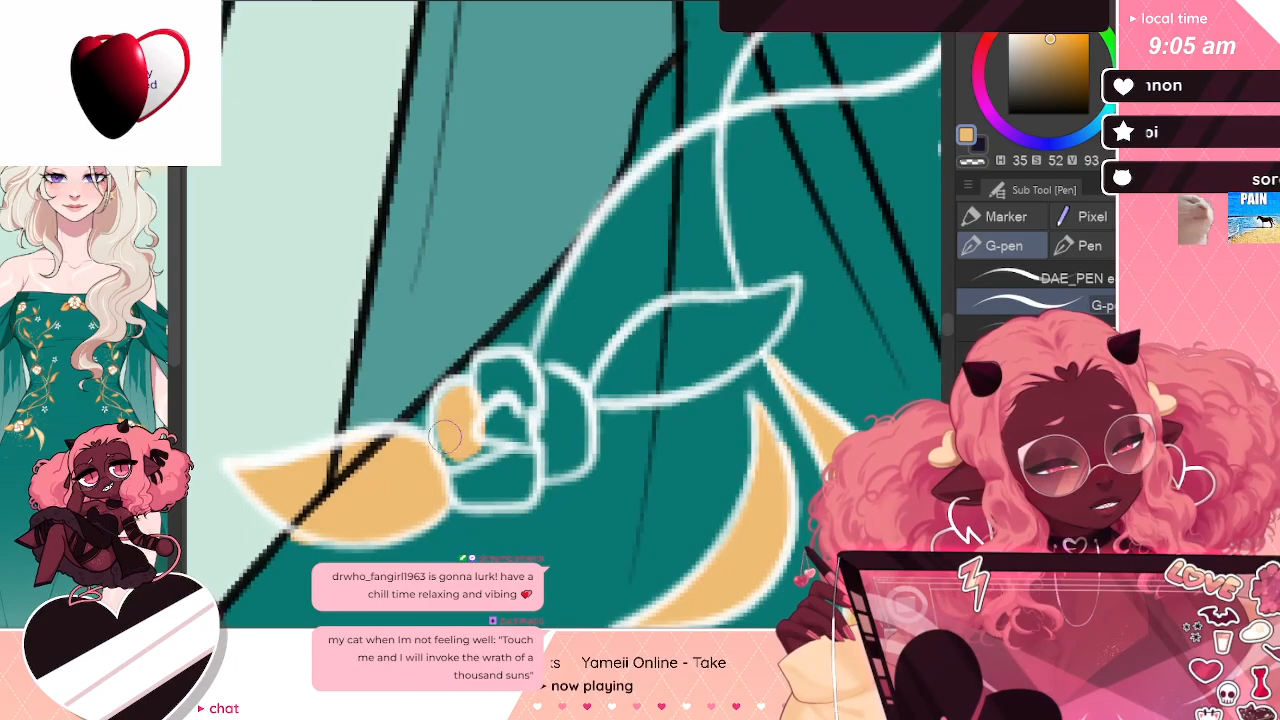 y
ed
▸ local time
9:05 am
nnon
oi
sor
PAIN
H 35 S 52 V 93
Sub Tool [Pen]
Marker
Pixel
G-pen
Pen
DAE_PEN e
G-p
drwho_fangirl1963 is gonna lurk! have a
chill time relaxing and vibing
my cat when Im not feeling well: "Touch
me and I will invoke the wrath of a
thousand suns"
ks Yameii Online - Take
▸ now playing
▸ chat
LOVE